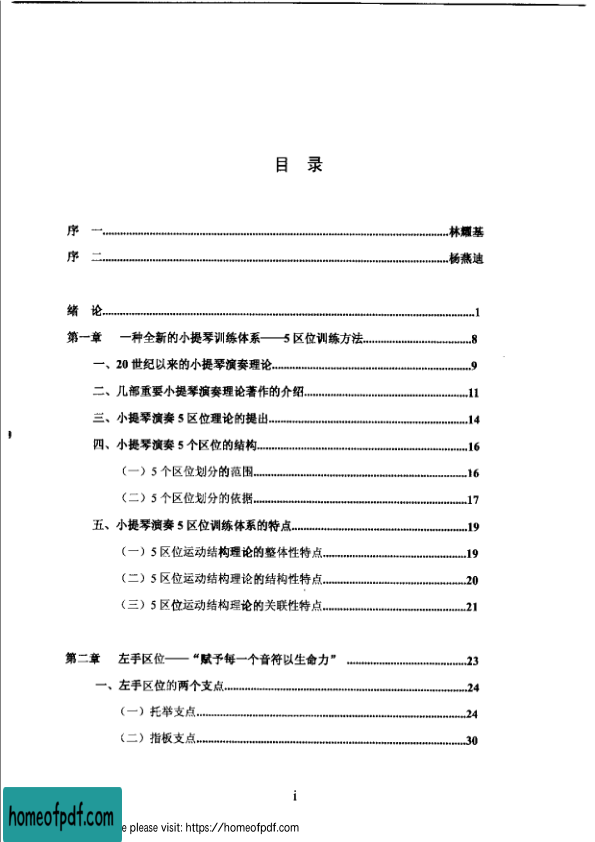 目 录
序 一........................................林耀基
序 二........................................杨燕迪
绪 论........................................1
第一章 一种全新的小提琴训练体系——5区位训练方法........................................8
一、20世纪以来的小提琴演奏理论........................................9
二、几部重要小提琴演奏理论著作的介绍........................................11
三、小提琴演奏5区位理论的提出........................................14
四、小提琴演奏5个区位的结构........................................16
（一）5个区位划分的范围........................................16
（二）5个区位划分的依据........................................17
五、小提琴演奏5区位训练体系的特点........................................19
（一）5区位运动结构理论的整体性特点........................................19
（二）5区位运动结构理论的结构性特点........................................20
（三）5区位运动结构理论的关联性特点........................................21
第二章 左手区位——“赋予每一个音符以生命力” ........................................23
一、左手区位的两个支点........................................24
（一）托举支点........................................24
（二）指板支点........................................30
i
homeofpdf.com
e please visit: https://homeofpdf.com